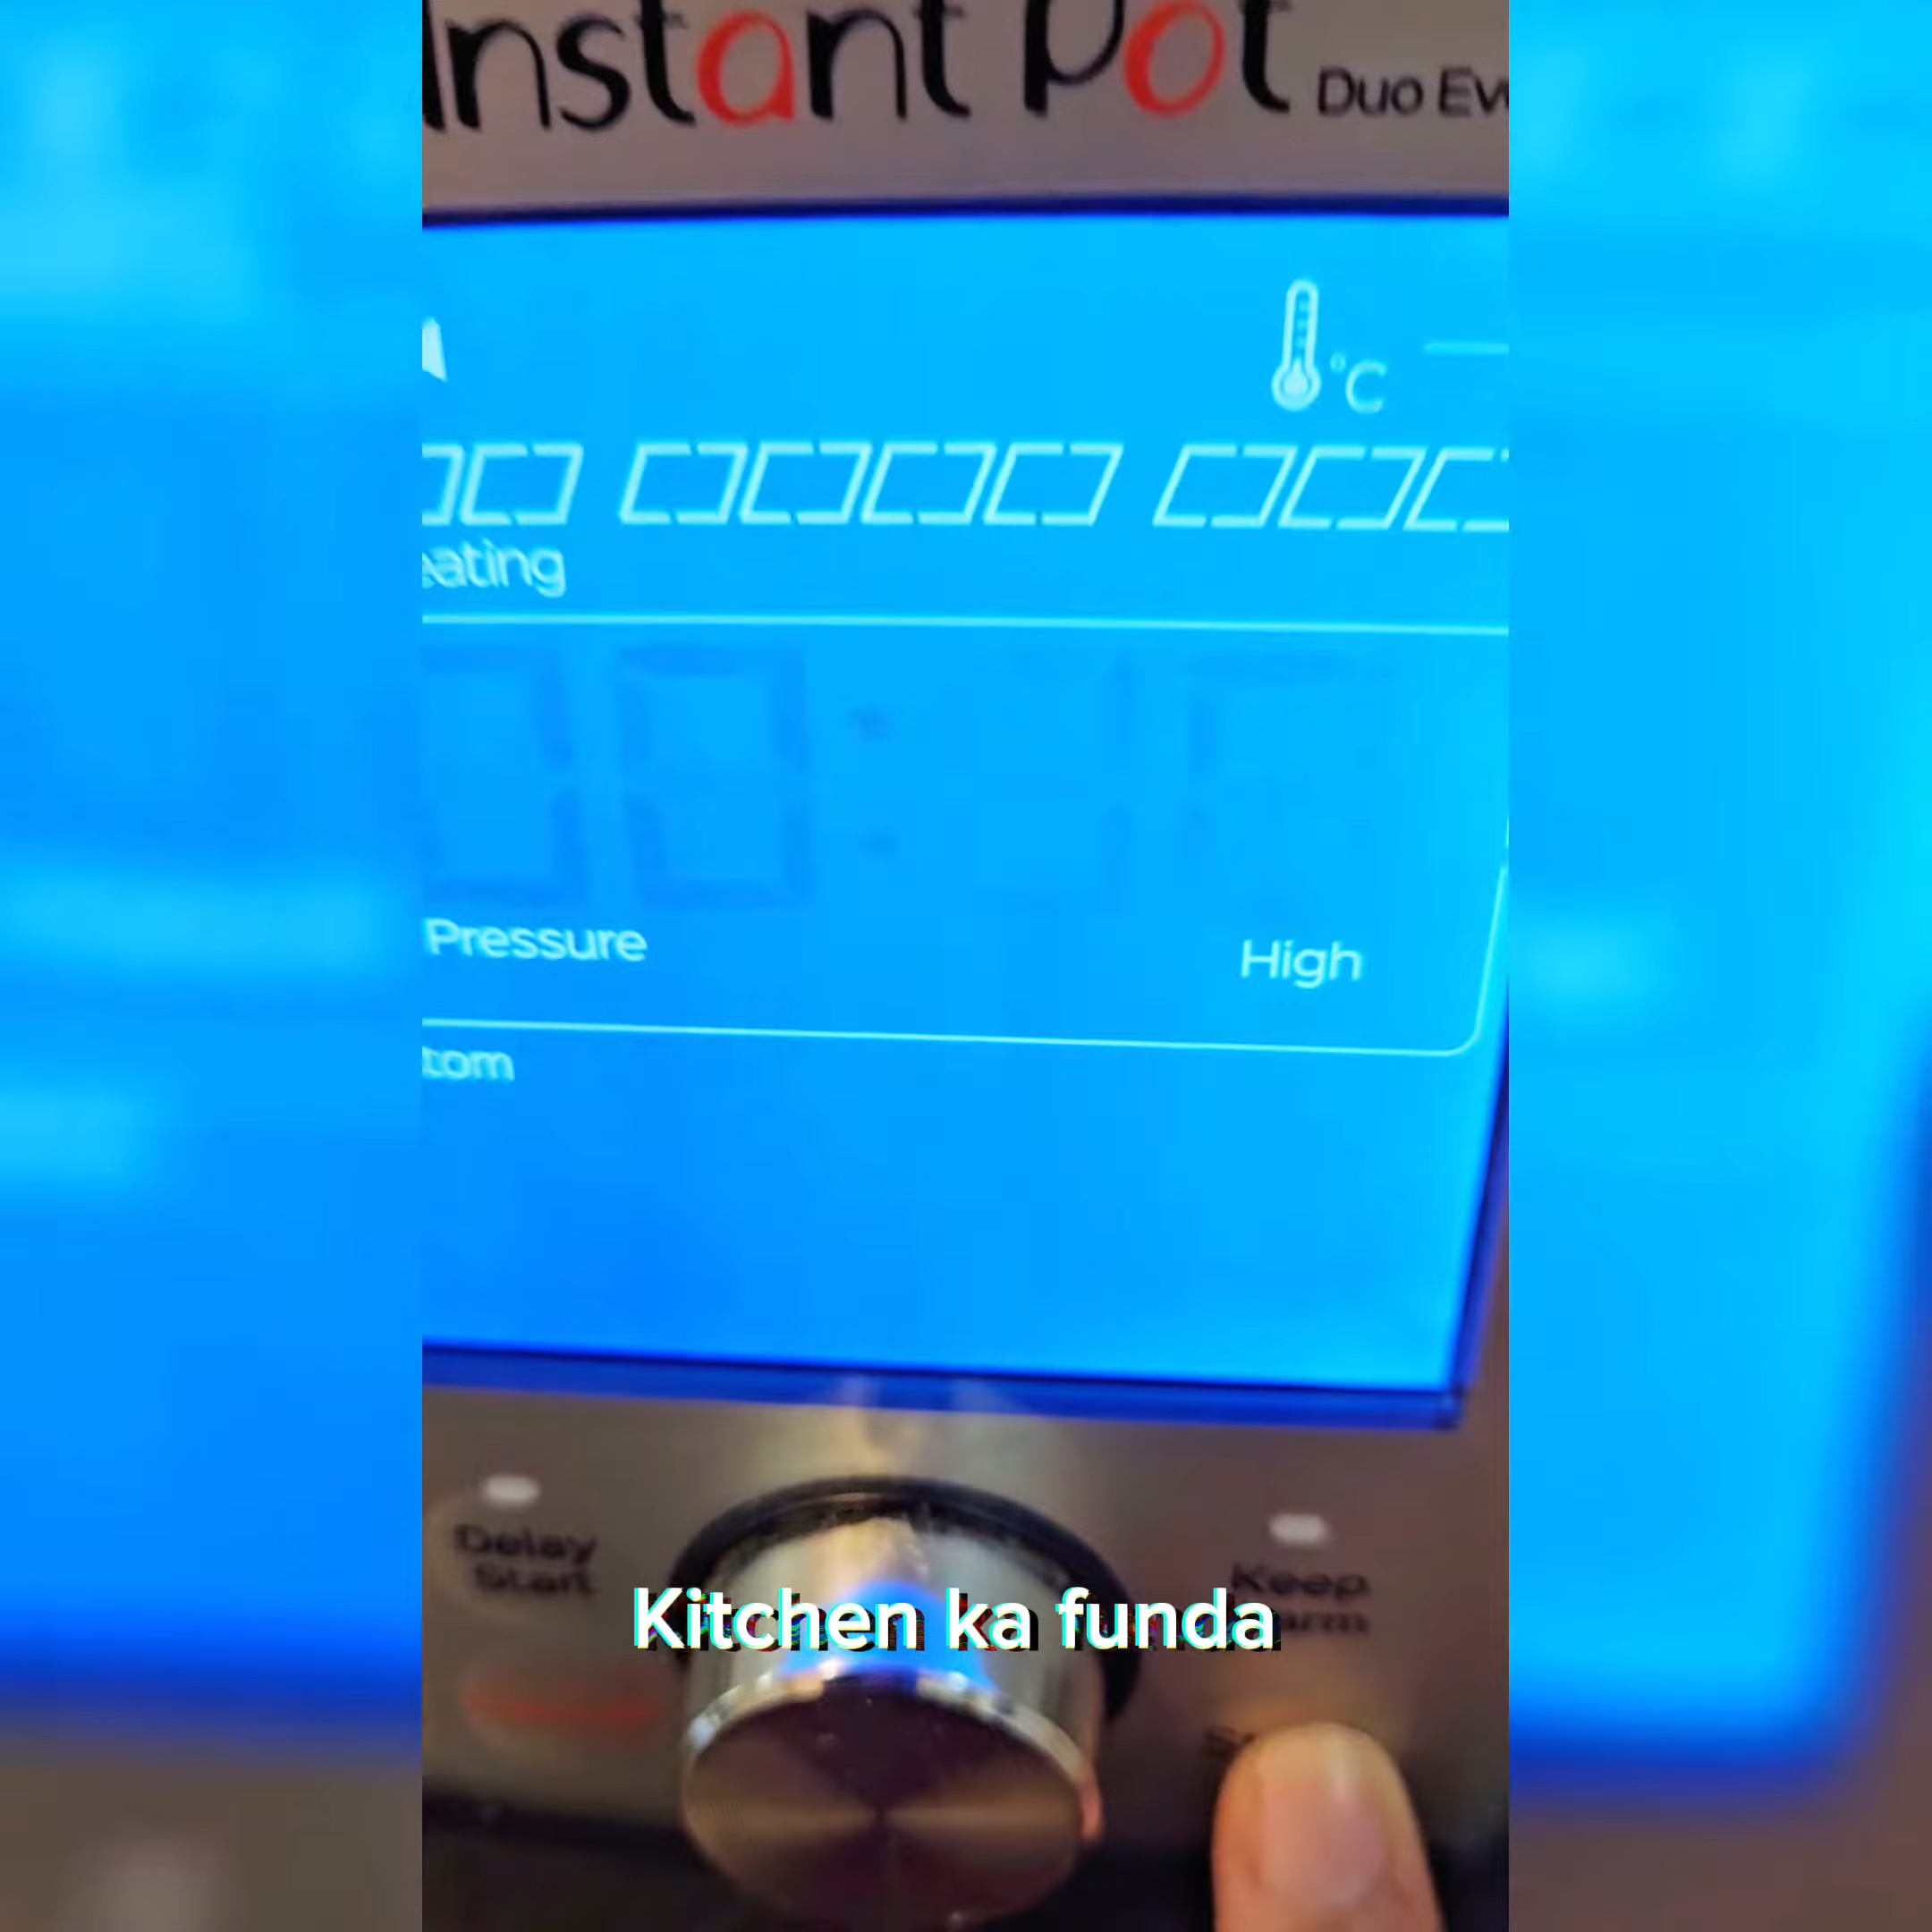 Instant Pot Duo Ev
°C
eating
Pressure High
tom
Delay
Start
Keep
Kitchen ka funda